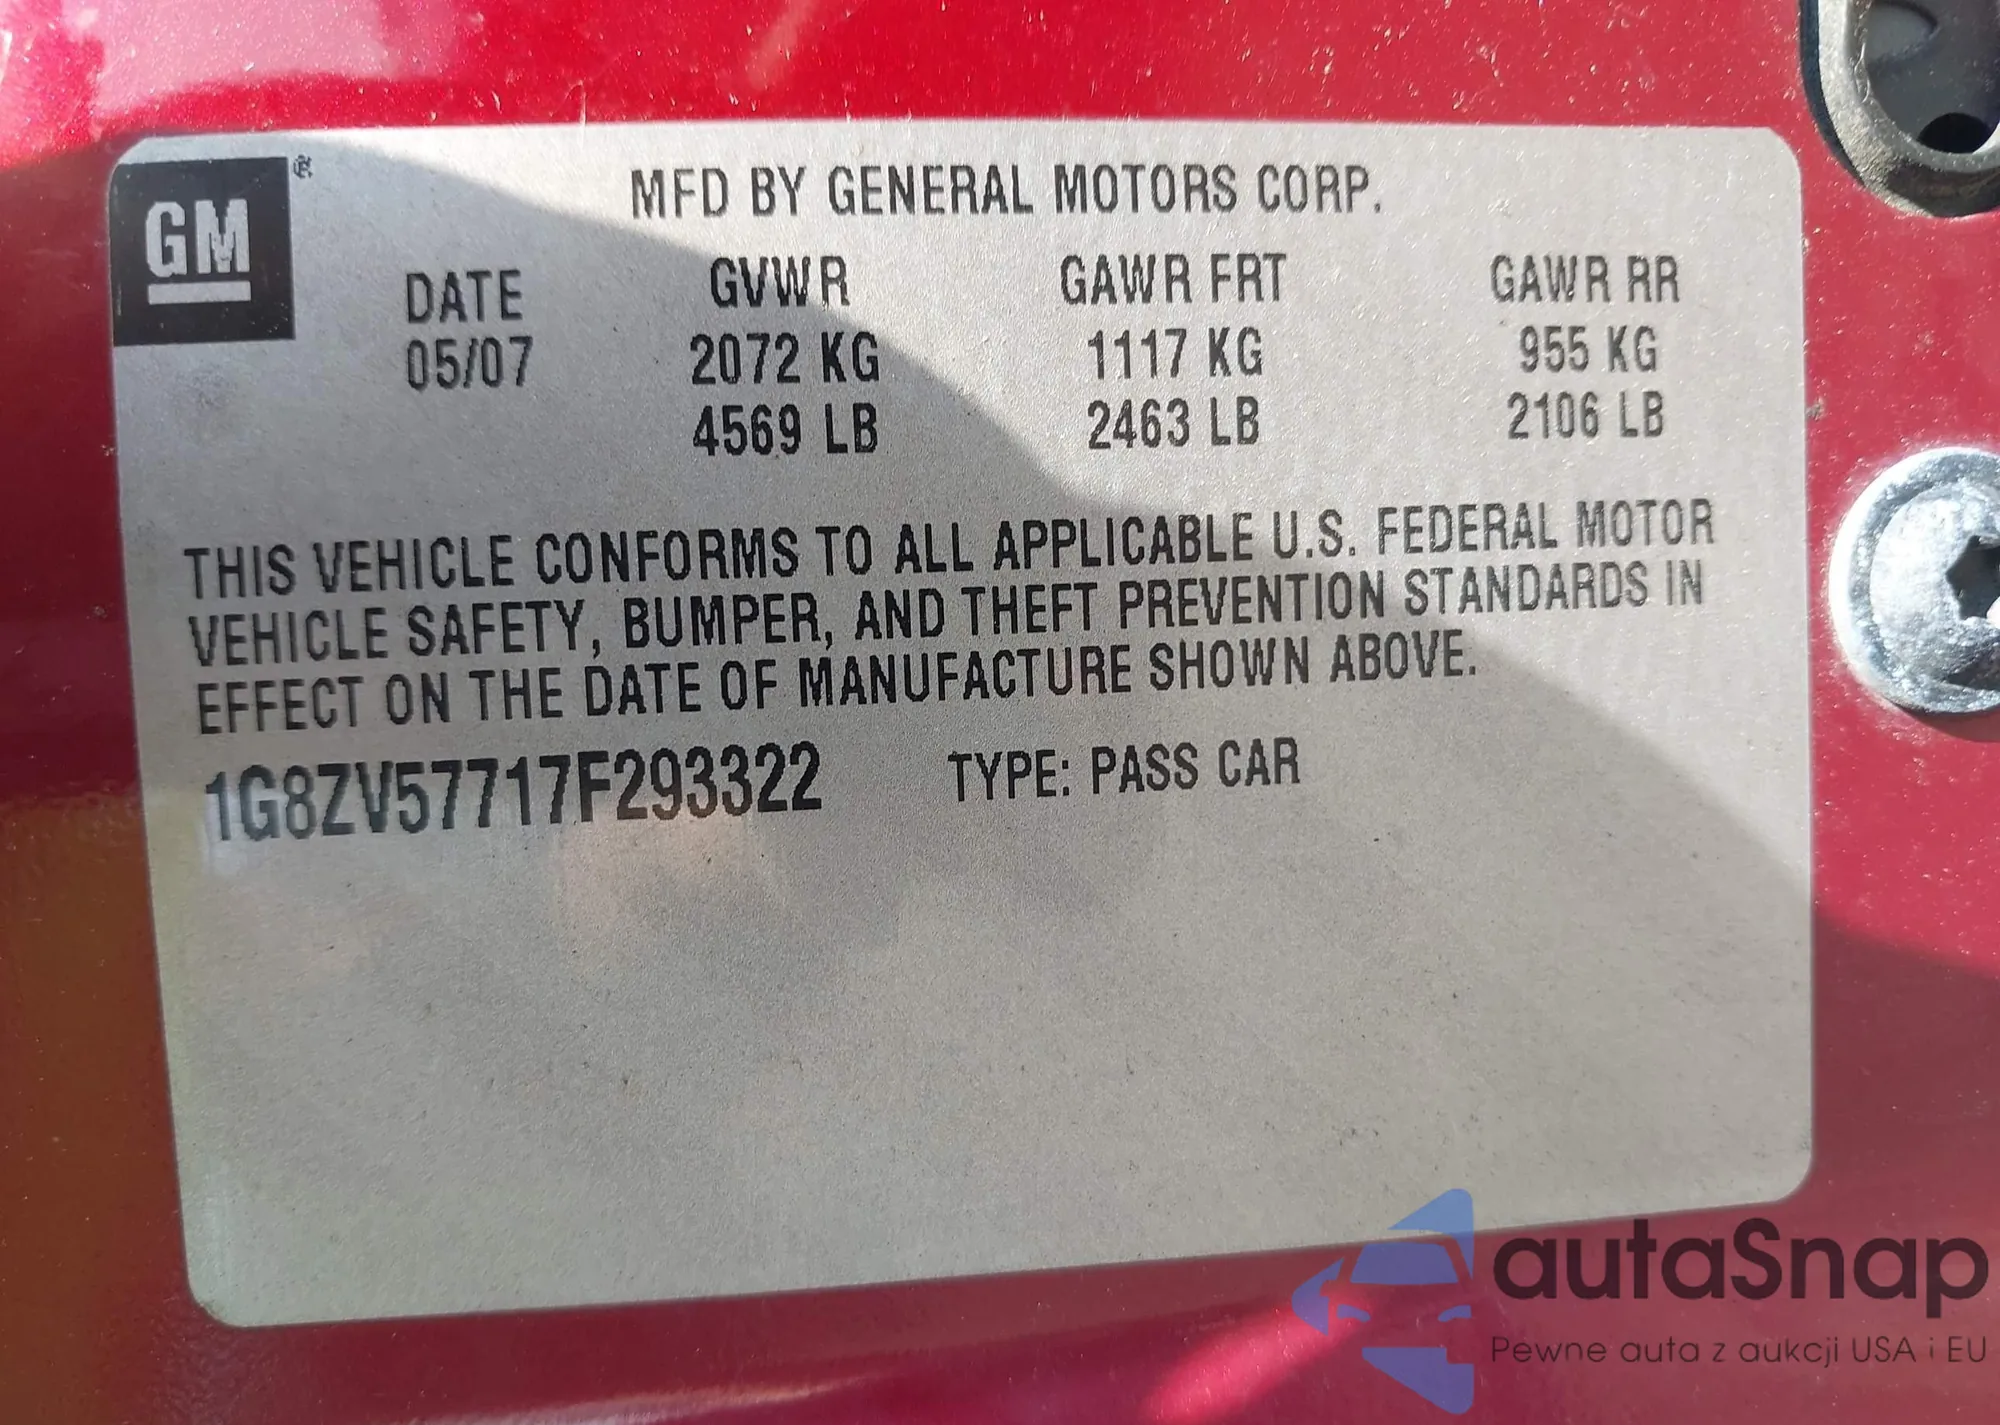 GM ®
MFD BY GENERAL MOTORS CORP.
DATE GVWR GAWR FRT GAWR RR
05/07 2072 KG 1117 KG 955 KG
4569 LB 2463 LB 2106 LB
THIS VEHICLE CONFORMS TO ALL APPLICABLE U.S. FEDERAL MOTOR
VEHICLE SAFETY, BUMPER, AND THEFT PREVENTION STANDARDS IN
EFFECT ON THE DATE OF MANUFACTURE SHOWN ABOVE.
1G8ZV57717F293322 TYPE: PASS CAR
autaSnap
Pewne auta z aukcji USA i EU